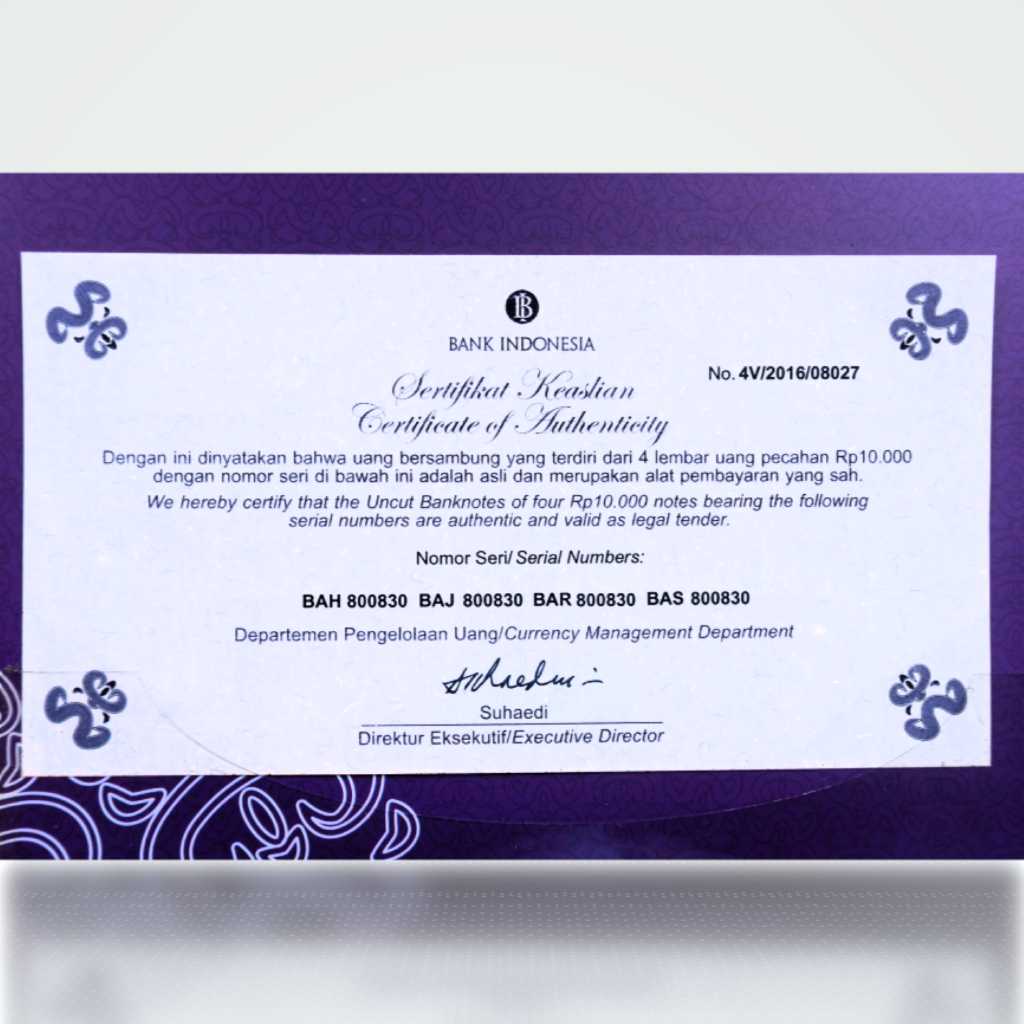 BANK INDONESIA
No. 4V/2016/08027
Sertifikat Keaslian
Certificate of Authenticity
Dengan ini dinyatakan bahwa uang bersambung yang terdiri dari 4 lembar uang pecahan Rp10.000
dengan nomor seri di bawah ini adalah asli dan merupakan alat pembayaran yang sah.
We hereby certify that the Uncut Banknotes of four Rp10.000 notes bearing the following
serial numbers are authentic and valid as legal tender.
Nomor Seri/ Serial Numbers:
BAH 800830 BAJ 800830 BAR 800830 BAS 800830
Departemen Pengelolaan Uang/Currency Management Department
Suhaedi
Suhaedi
Direktur Eksekutif/Executive Director